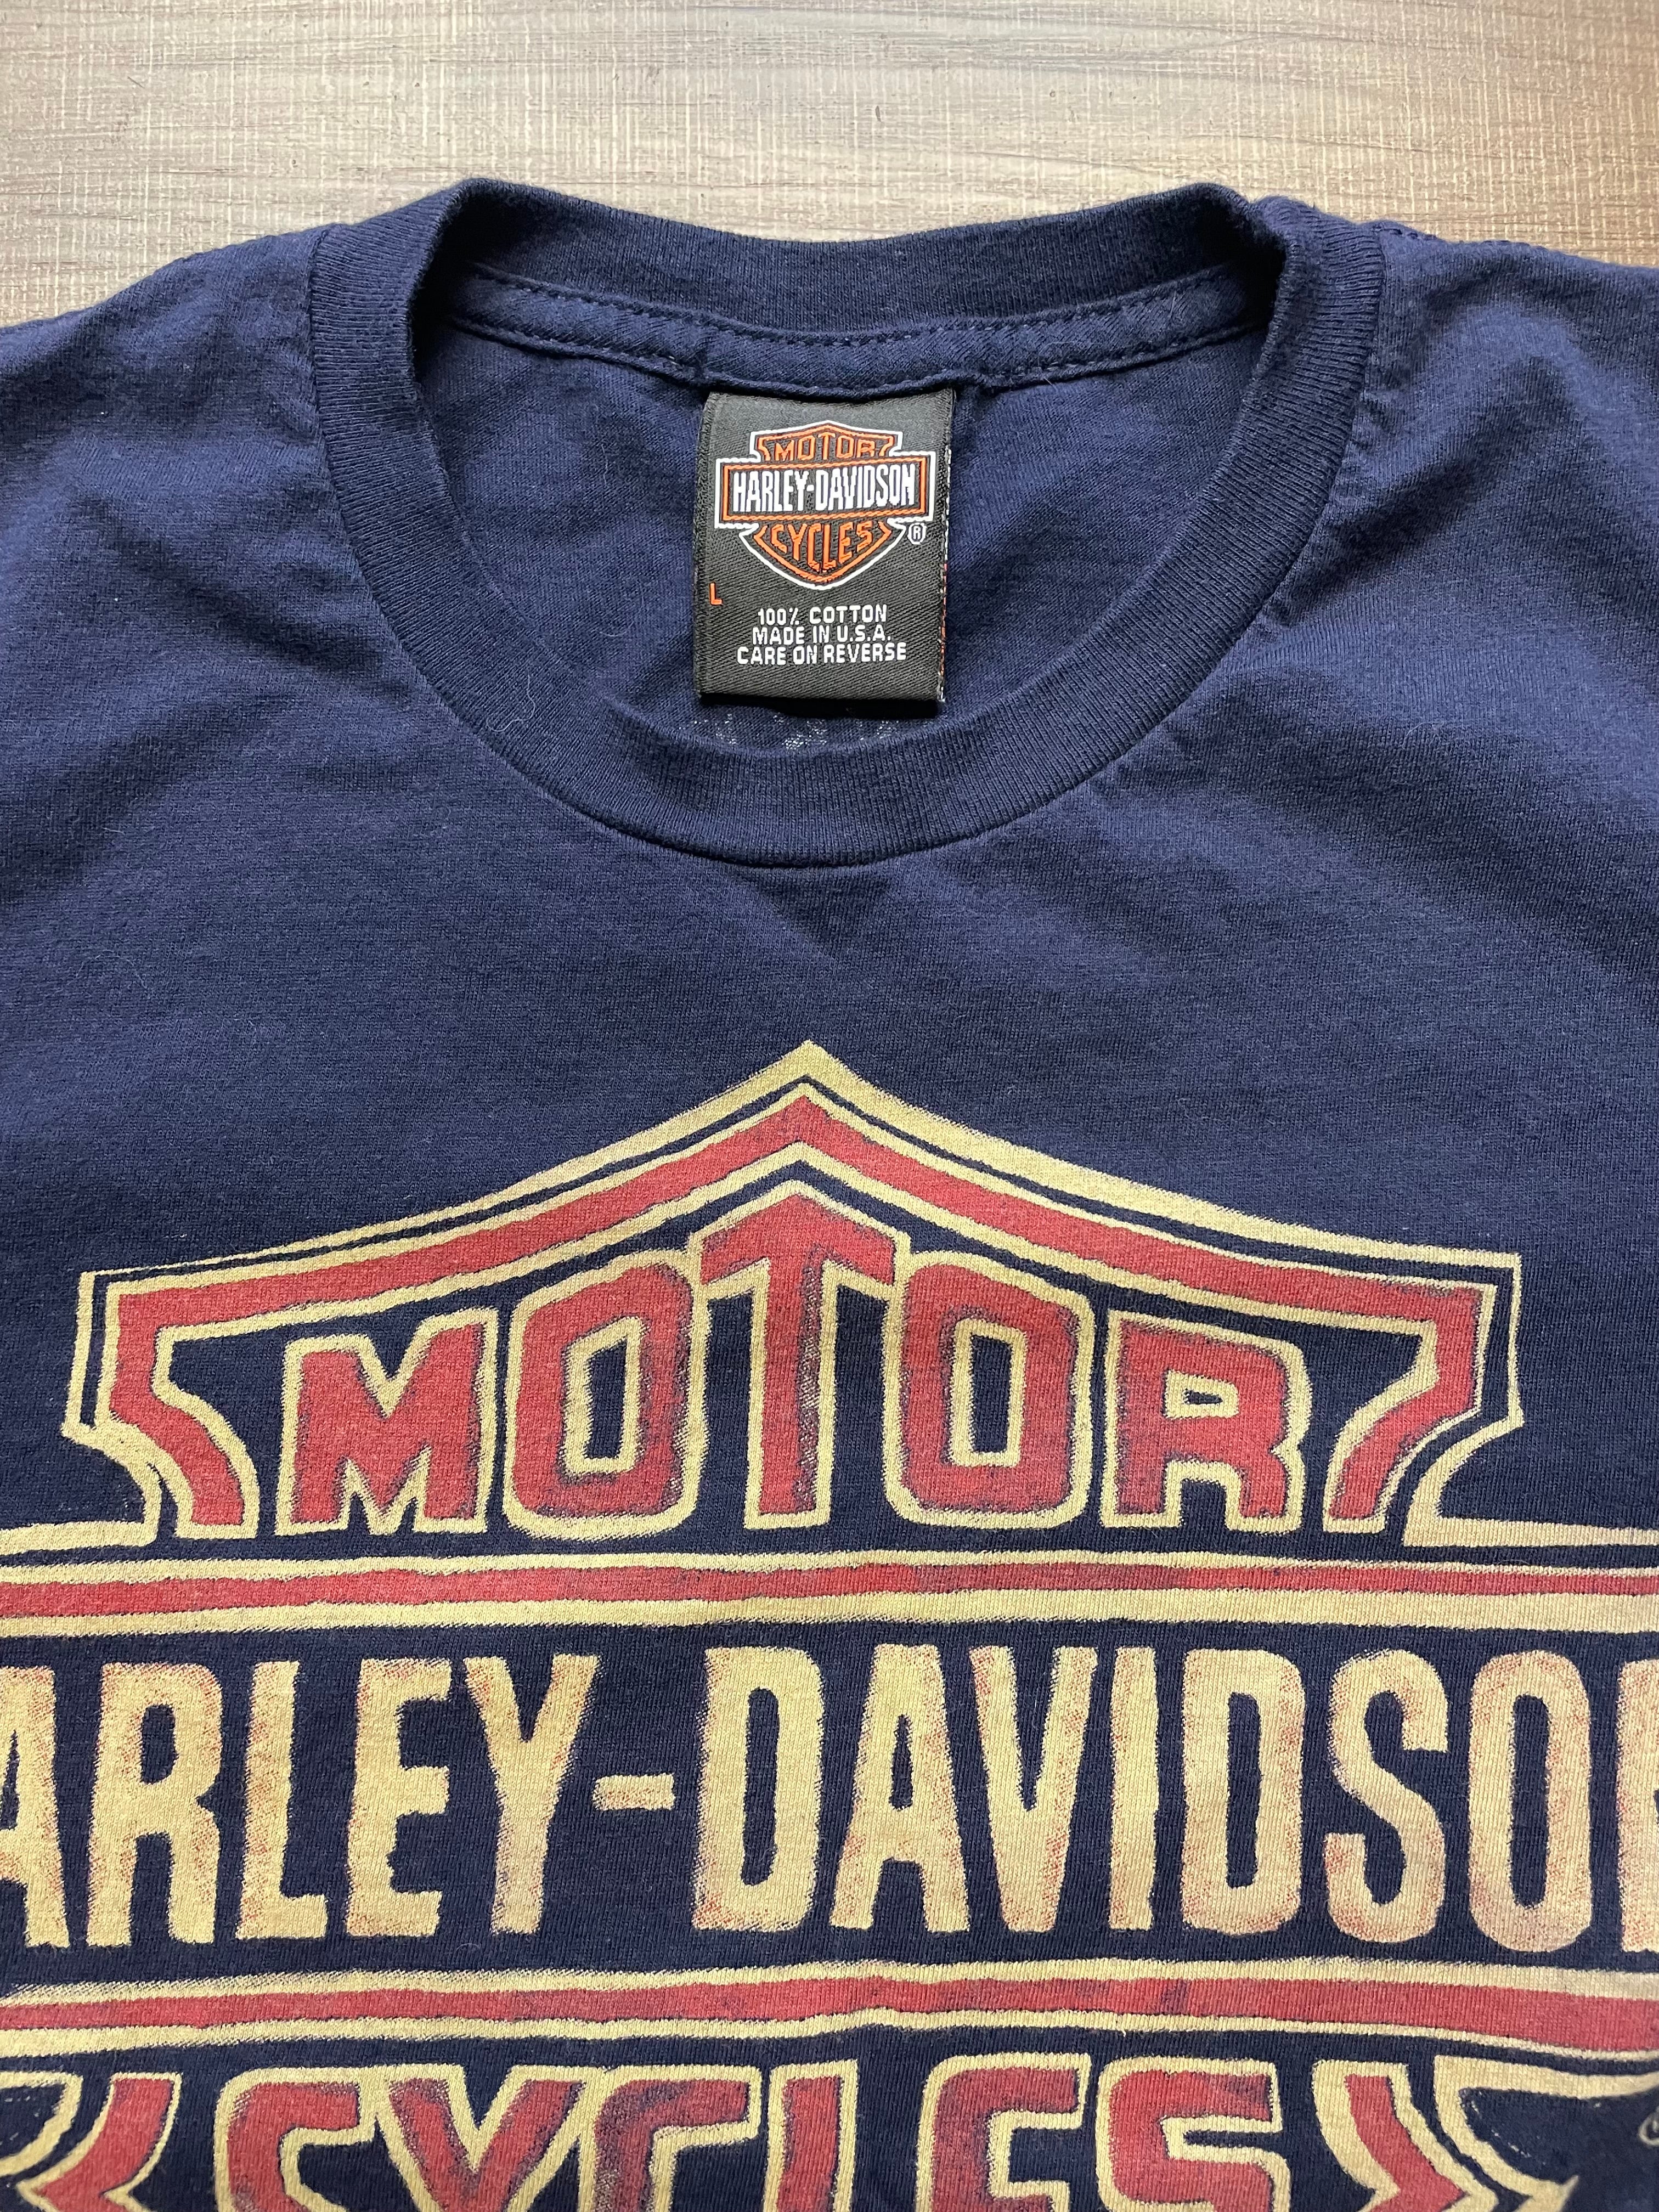 MOTOR
HARLEY-DAVIDSON
CYCLES
®
L
100% COTTON
MADE IN U.S.A.
CARE ON REVERSE
MOTOR
ARLEY-DAVIDSO
CYCLES